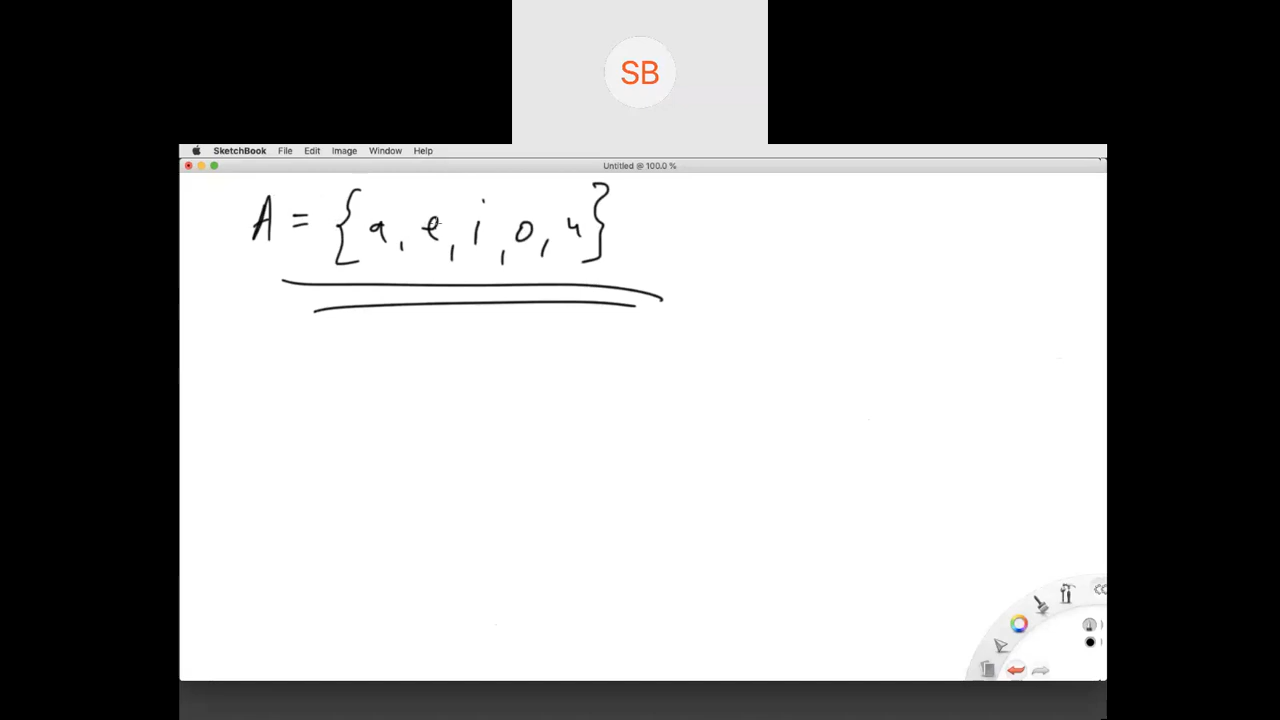 SB
SketchBook File Edit Image Window Help
Untitled @ 100.0 %
A = {a, e, i, o, u}